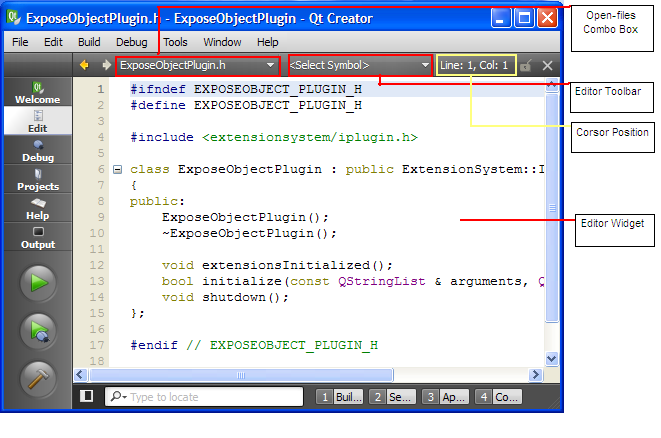 ExposeObjectPlugin.h - ExposeObjectPlugin - Qt Creator
File Edit Build Debug Tools Window Help
ExposeObjectPlugin.h <Select Symbol> Line: 1, Col: 1
Welcome
Edit
Debug
Projects
Help
Output
1 #ifndef EXPOSEOBJECT_PLUGIN_H
2 #define EXPOSEOBJECT_PLUGIN_H
3
4 #include <extensionsystem/iplugin.h>
5
6 class ExposeObjectPlugin : public ExtensionSystem::I
7 {
8 public:
9 ExposeObjectPlugin();
10 ~ExposeObjectPlugin();
11
12 void extensionsInitialized();
13 bool initialize(const QStringList & arguments, Q
14 void shutdown();
15 };
16
17 #endif // EXPOSEOBJECT_PLUGIN_H
18
Type to locate
1 Buil... 2 Se... 3 Ap... 4 Co...
Open-files
Combo Box
Editor Toolbar
Corsor Position
Editor Widget